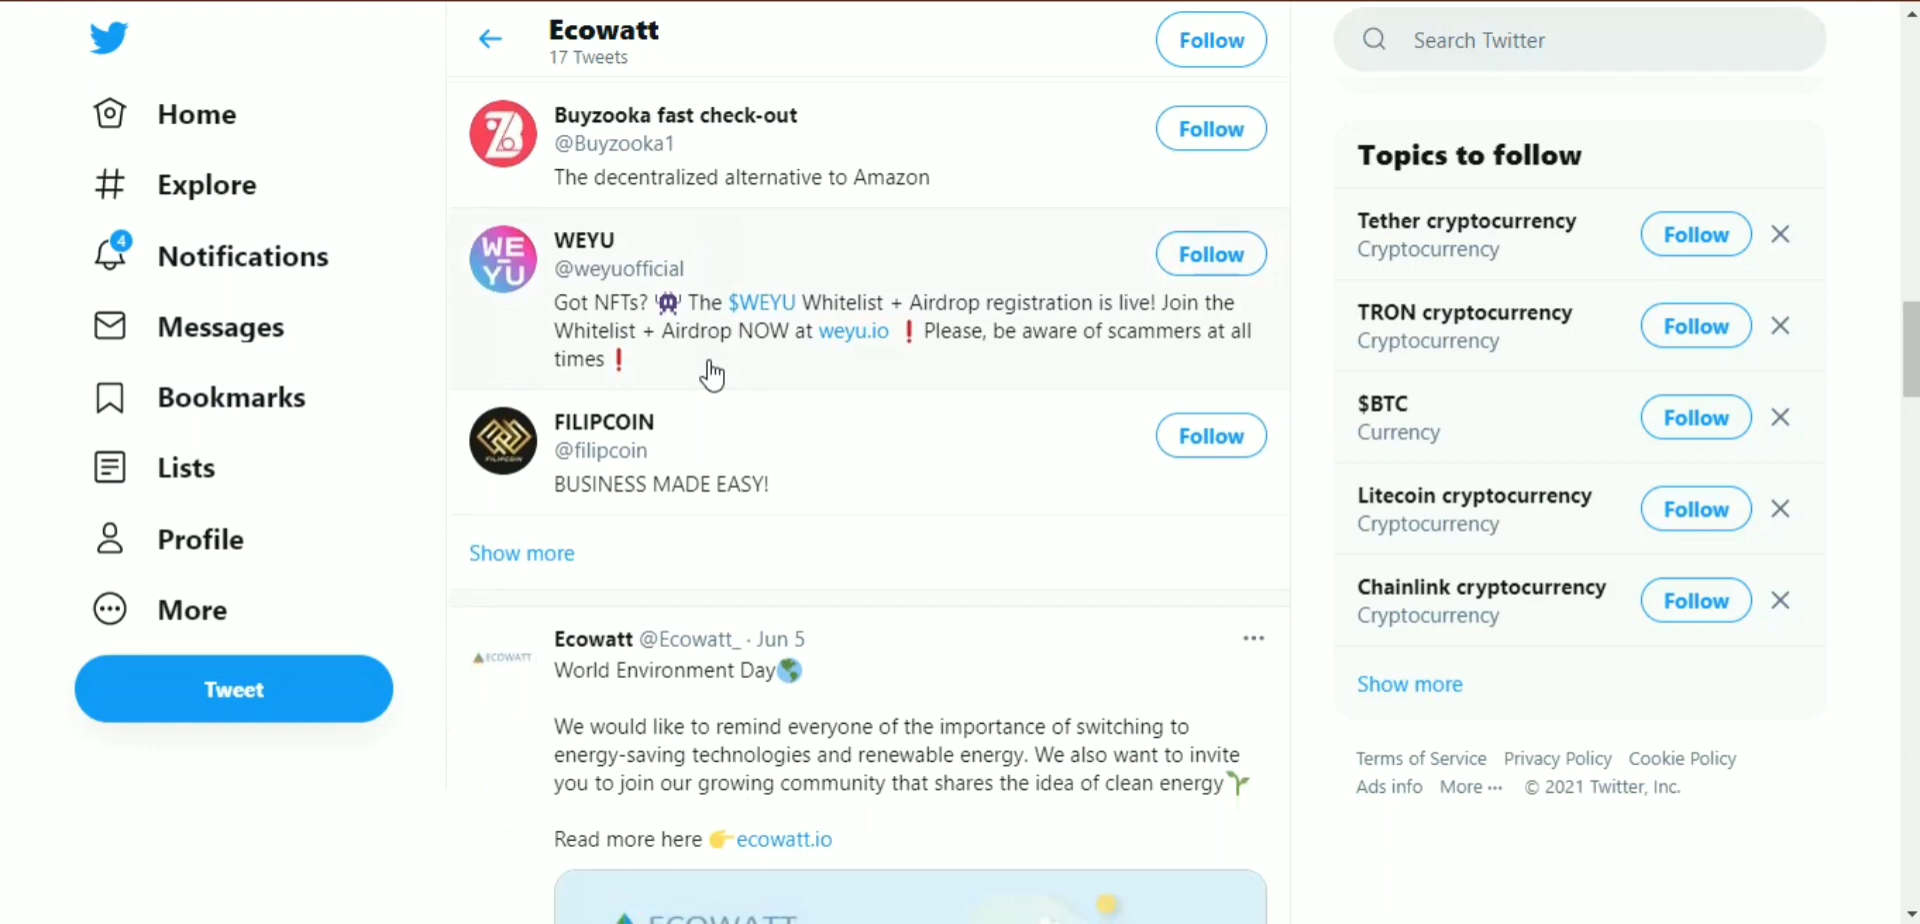 Home
Explore
4
Notifications
Messages
Bookmarks
Lists
Profile
More
Tweet
Ecowatt
17 Tweets
Follow
Buyzooka fast check-out
@Buyzooka1
Follow
The decentralized alternative to Amazon
WE
YU
WEYU
@weyuofficial
Follow
Got NFTs? 👾 The $WEYU Whitelist + Airdrop registration is live! Join the
Whitelist + Airdrop NOW at weyu.io ❗ Please, be aware of scammers at all
times ❗
FILIPCOIN
FILIPCOIN
@filipcoin
Follow
BUSINESS MADE EASY!
Show more
ECOWATT
Ecowatt @Ecowatt_ · Jun 5
World Environment Day🌎
We would like to remind everyone of the importance of switching to
energy-saving technologies and renewable energy. We also want to invite
you to join our growing community that shares the idea of clean energy🌱
Read more here 👉ecowatt.io
ECOWATT
Search Twitter
Topics to follow
Tether cryptocurrency
Cryptocurrency
Follow
TRON cryptocurrency
Cryptocurrency
Follow
$BTC
Currency
Follow
Litecoin cryptocurrency
Cryptocurrency
Follow
Chainlink cryptocurrency
Cryptocurrency
Follow
Show more
Terms of Service Privacy Policy Cookie Policy
Ads info More ··· © 2021 Twitter, Inc.